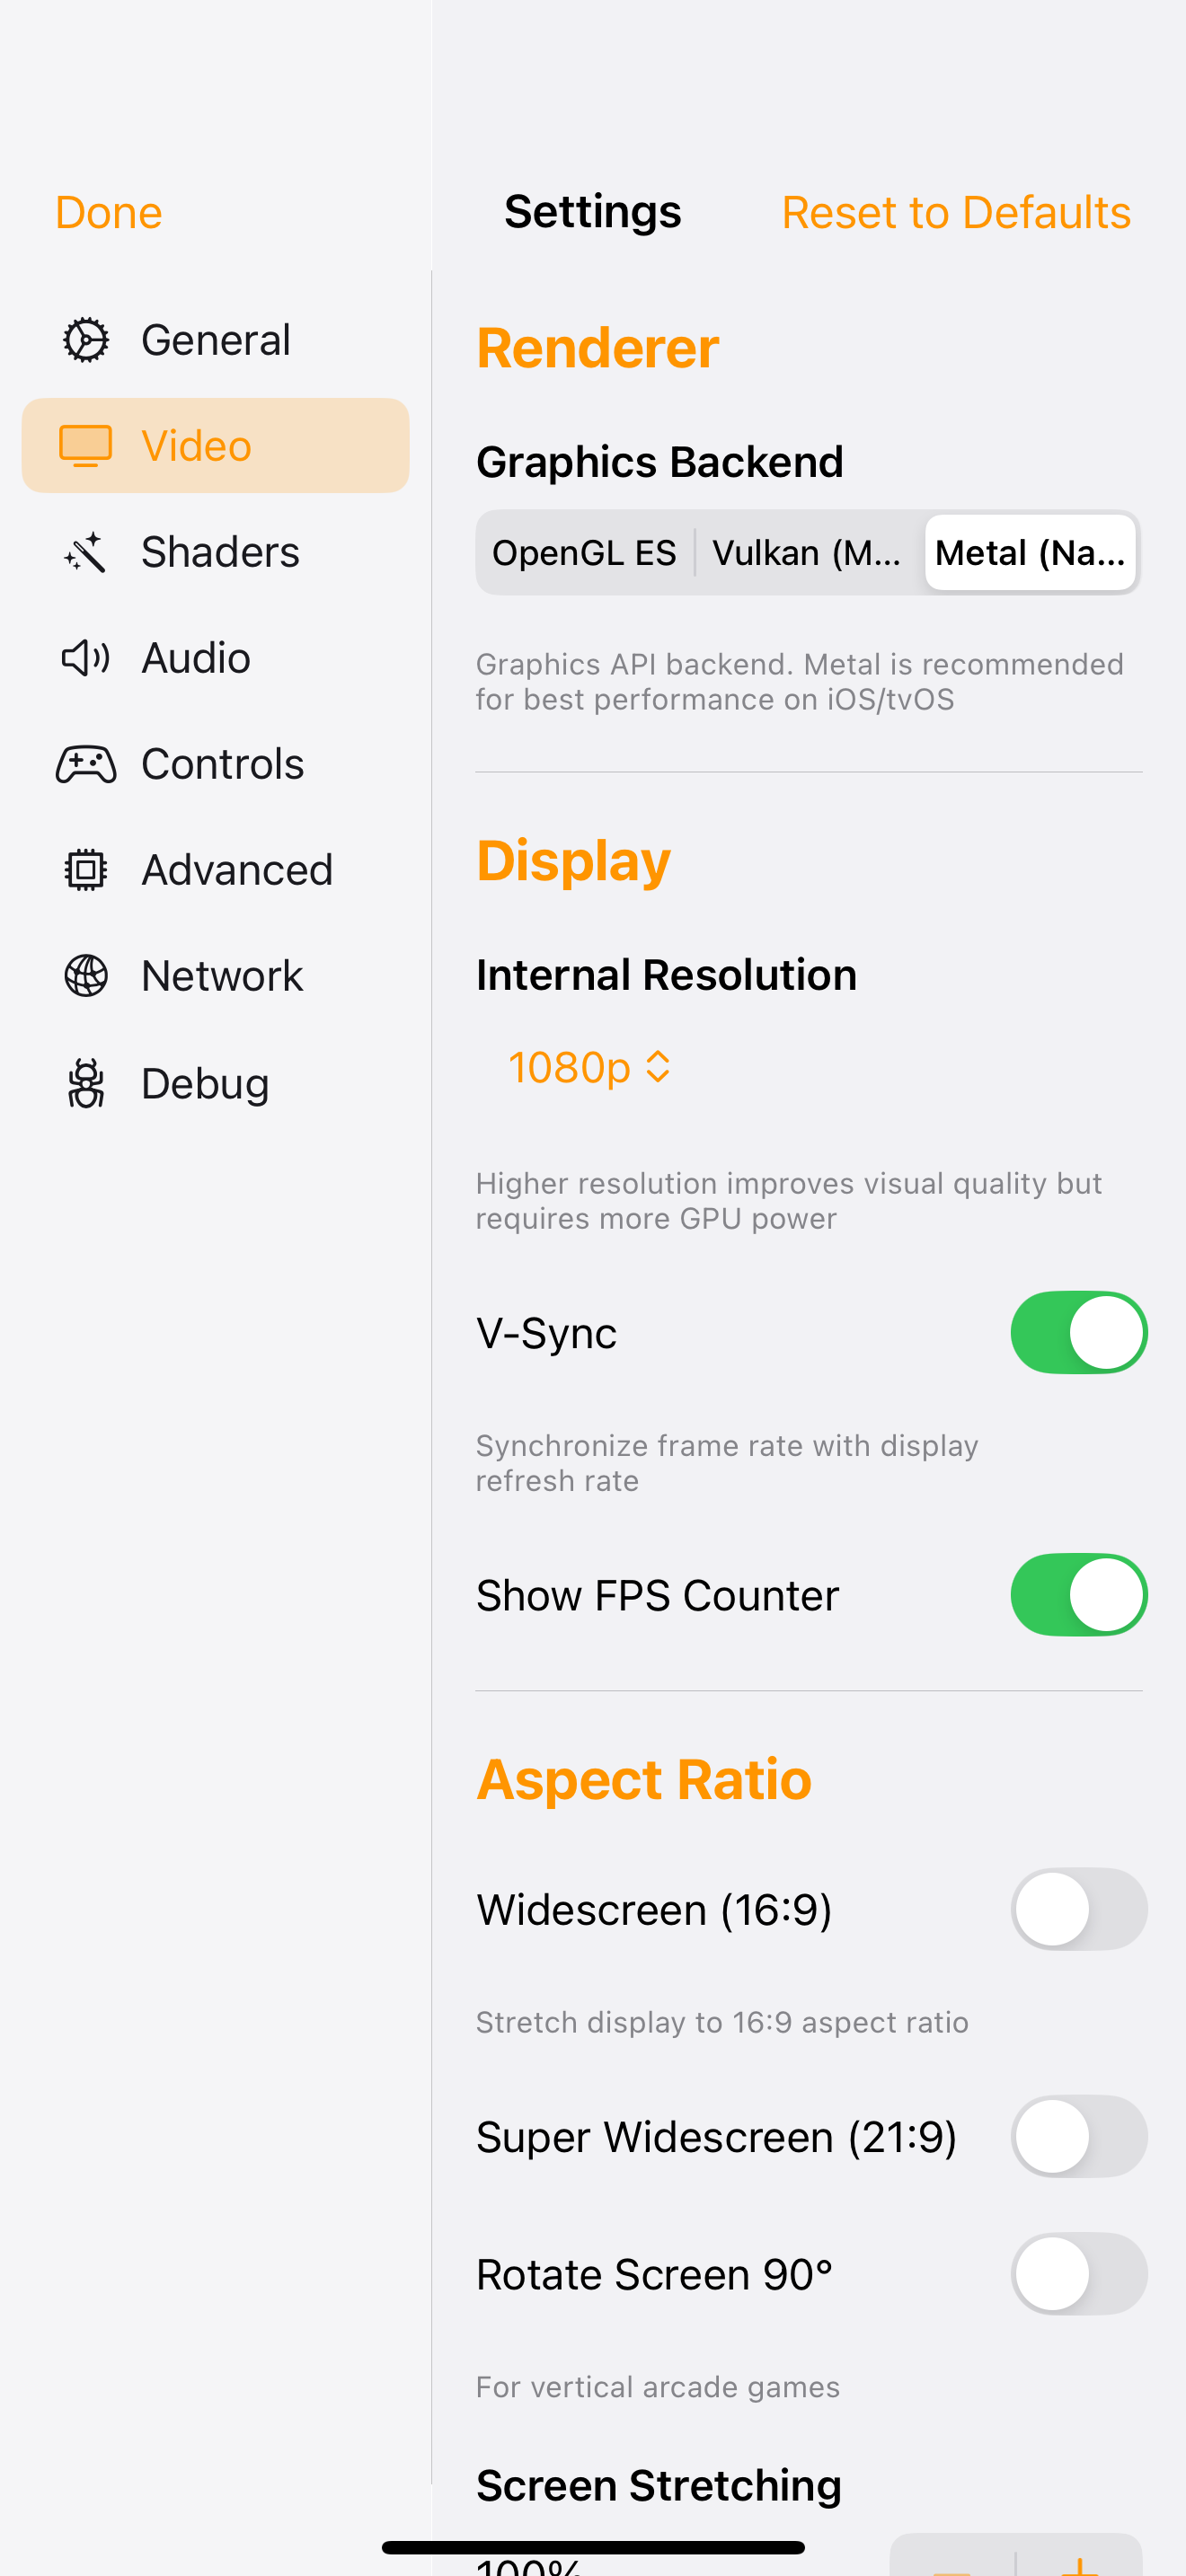 Done
Settings
Reset to Defaults
General
Video
Shaders
Audio
Controls
Advanced
Network
Debug
Renderer
Graphics Backend
OpenGL ES
Vulkan (M...
Metal (Na...
Graphics API backend. Metal is recommended
for best performance on iOS/tvOS
Display
Internal Resolution
1080p
Higher resolution improves visual quality but
requires more GPU power
V-Sync
Synchronize frame rate with display
refresh rate
Show FPS Counter
Aspect Ratio
Widescreen (16:9)
Stretch display to 16:9 aspect ratio
Super Widescreen (21:9)
Rotate Screen 90°
For vertical arcade games
Screen Stretching
100%